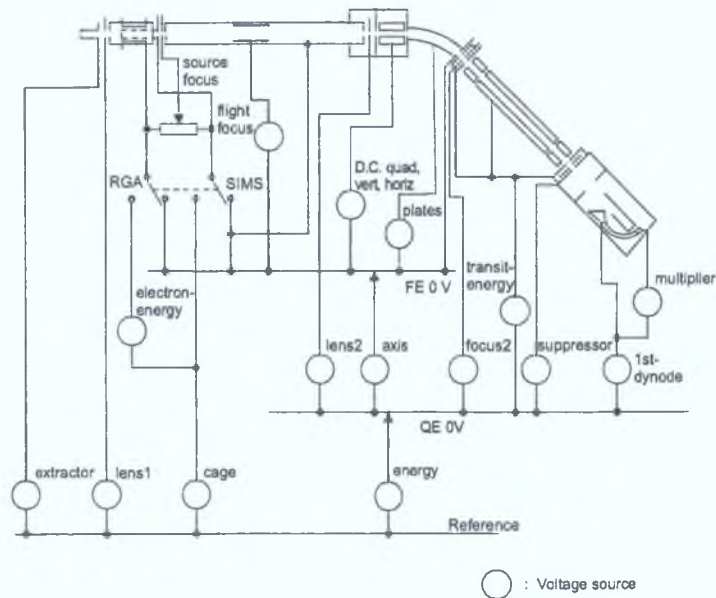 source
focus
flight
focus
RGA
SIMS
D.C. quad,
vert, horiz
plates
FE 0 V
electron-
energy
transit-
energy
multiplier
lens2
axis
focus2
suppressor
1st-
dynode
QE 0V
extractor
lens1
cage
energy
Reference
: Voltage source